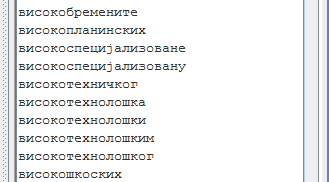 високобремените
високопланинских
високоспецијализоване
високоспецијализовану
високотехничког
високотехнолошка
високотехнолошки
високотехнолошким
високотехнолошког
високошкоских